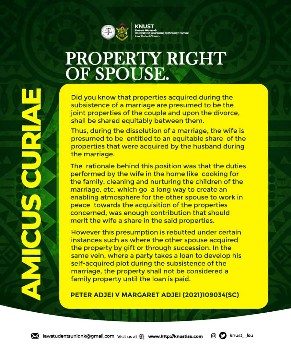 KNUST
PROPERTY RIGHT
OF SPOUSE.
AMICUS CURIAE
Did you know that properties acquired during the
subsistence of a marriage are presumed to be the
joint properties of the couple and upon the divorce,
shall be shared equitably between them.
Thus, during the dissolution of a marriage, the wife is
presumed to be entitled to an equitable share of the
properties that were acquired by the husband during
the marriage.
The rationale behind this position was that the duties
performed by the wife in the home like cooking for
the family, cleaning and nurturing the children of the
marriage, etc, which go a long way to create an
enabling atmosphere for the other spouse to work in
peace towards the acquisition of the properties
concerned, was enough contribution that should
merit the wife a share in the said properties.
However this presumption is rebutted under certain
instances such as where the other spouse acquired
the property by gift or through succession. In the
same vein, where a party takes a loan to develop his
self-acquired plot during the subsistence of the
marriage, the property shall not be considered a
family property until the loan is paid.
PETER ADJEI V MARGARET ADJEI [2021]109034(SC)
Visit us at